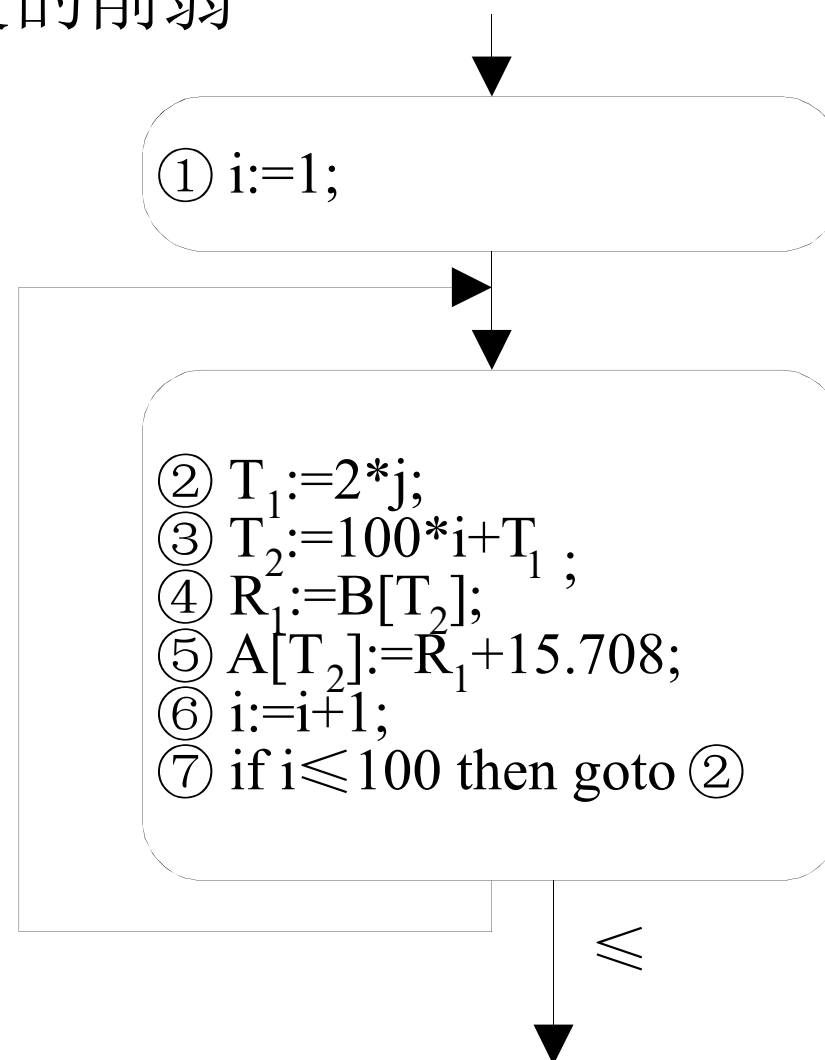 的削弱
① i:=1;
② T₁:=2*j;
③ T₂:=100*i+T₁ ;
④ R₁:=B[T₂];
⑤ A[T₂]:=R₁+15.708;
⑥ i:=i+1;
⑦ if i≤100 then goto ②
≤